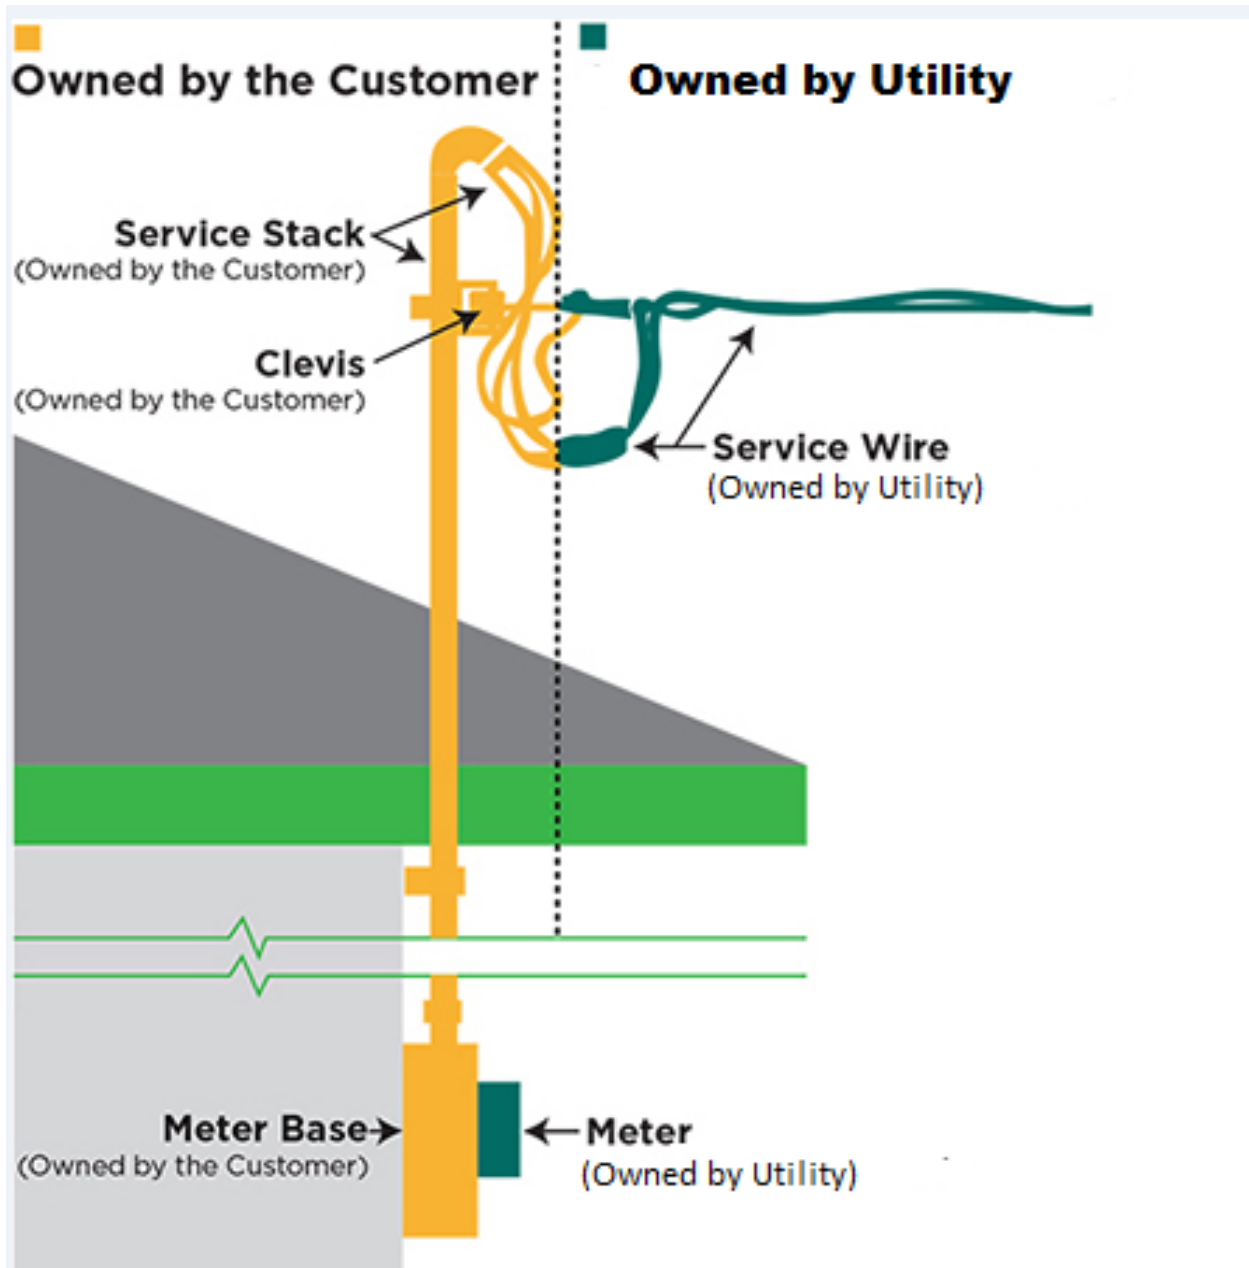 Owned by the Customer
Owned by Utility
Service Stack
(Owned by the Customer)
Clevis
(Owned by the Customer)
Service Wire
(Owned by Utility)
Meter Base
(Owned by the Customer)
Meter
(Owned by Utility)